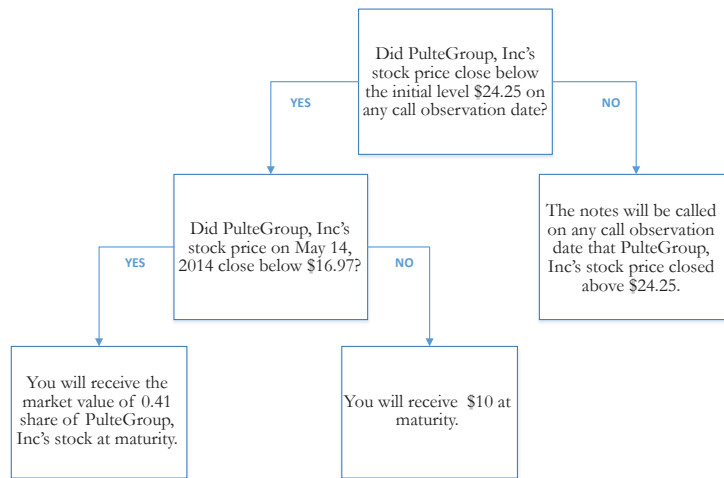 Did PulteGroup, Inc's
stock price close below
the initial level $24.25 on
any call observation date?
YES
NO
Did PulteGroup, Inc's
stock price on May 14,
2014 close below $16.97?
The notes will be called
on any call observation
date that PulteGroup,
Inc's stock price closed
above $24.25.
YES
NO
You will receive the
market value of 0.41
share of PulteGroup,
Inc's stock at maturity.
You will receive $10 at
maturity.